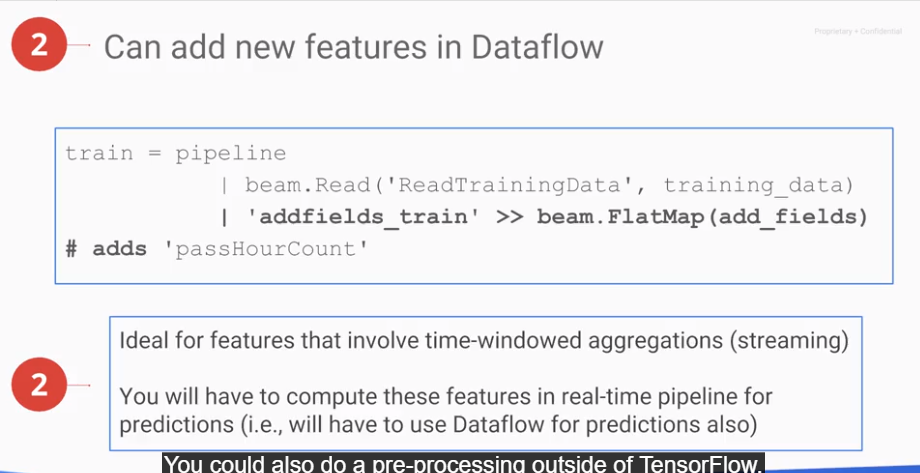 2
Can add new features in Dataflow
Proprietary + Confidential
train = pipeline
| beam.Read('ReadTrainingData', training_data)
| 'addfields_train' >> beam.FlatMap(add_fields)
# adds 'passHourCount'
Ideal for features that involve time-windowed aggregations (streaming)
2
You will have to compute these features in real-time pipeline for
predictions (i.e., will have to use Dataflow for predictions also)
You could also do a pre-processing outside of TensorFlow,